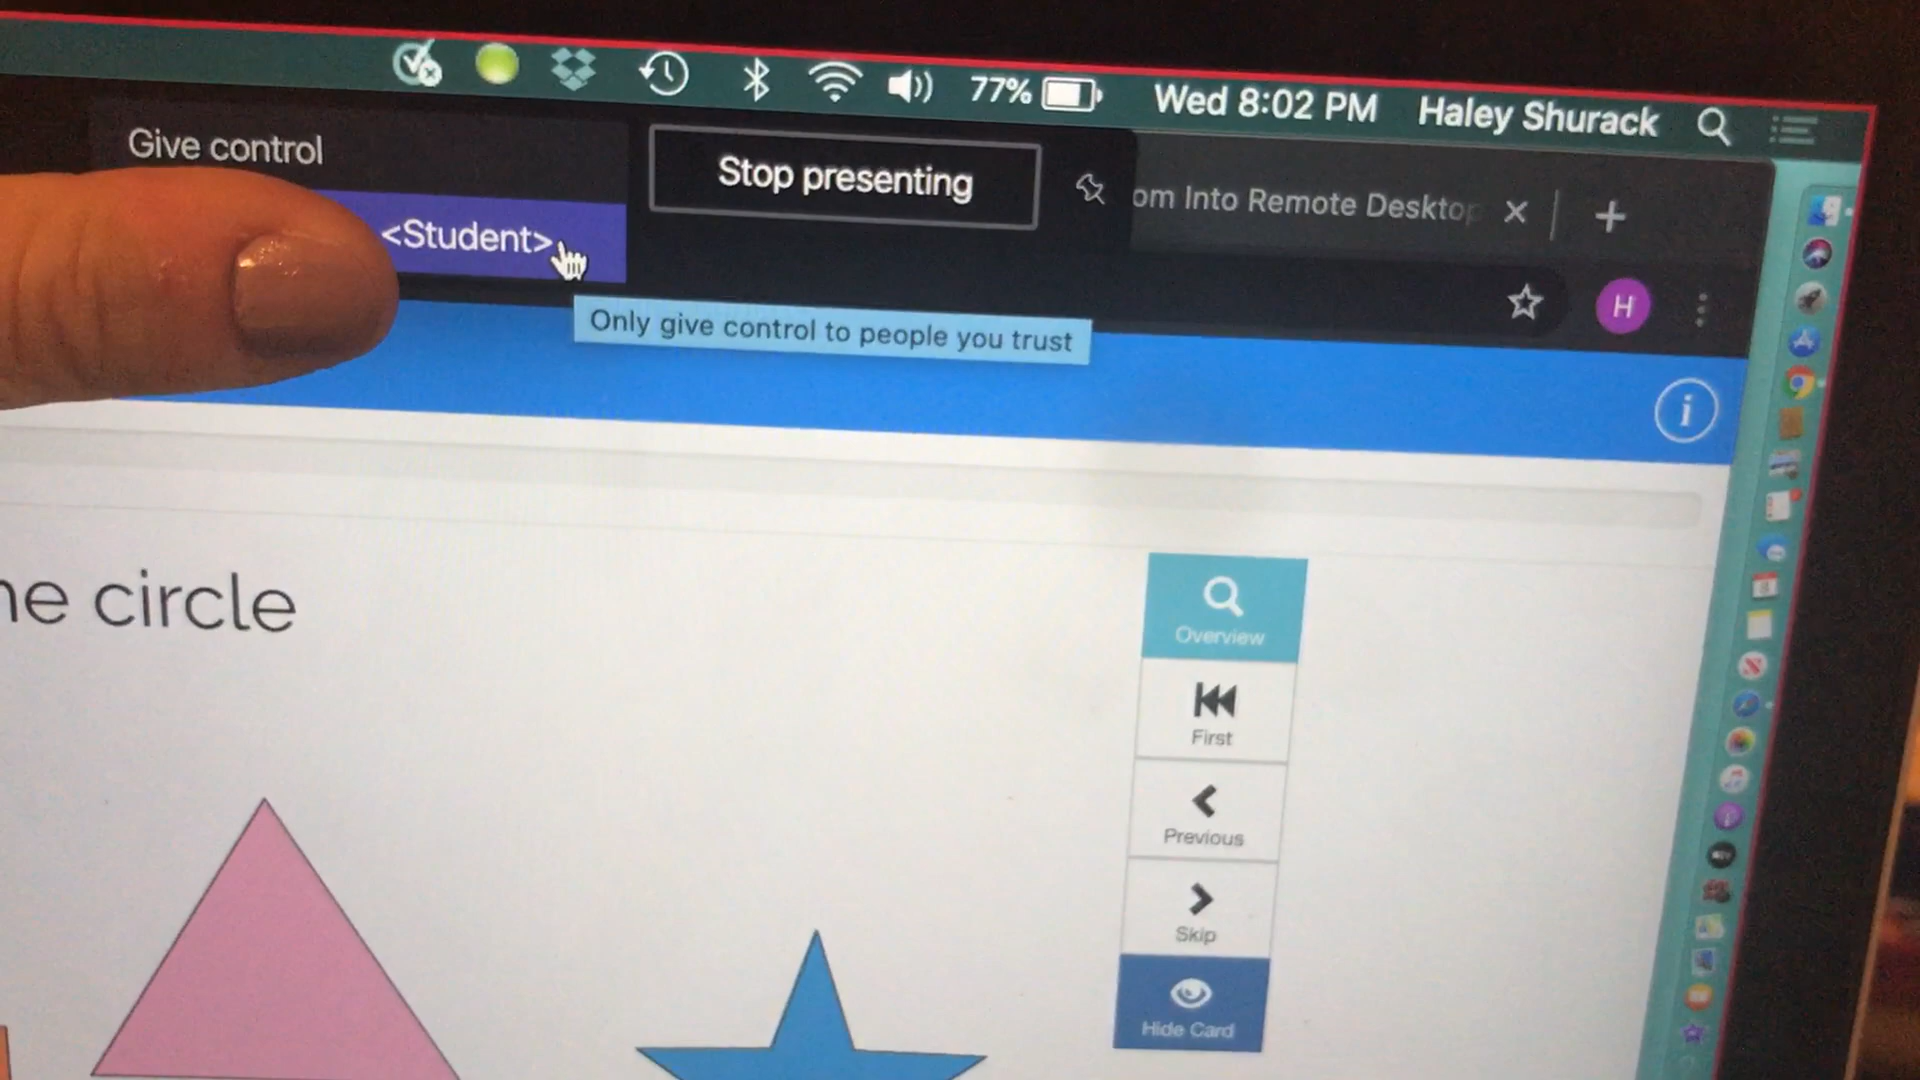 77%
Wed 8:02 PM
Haley Shurack
Give control
Stop presenting
om Into Remote Desktop
<Student>
Only give control to people you trust
H
i
he circle
Overview
First
Previous
Skip
Hide Card